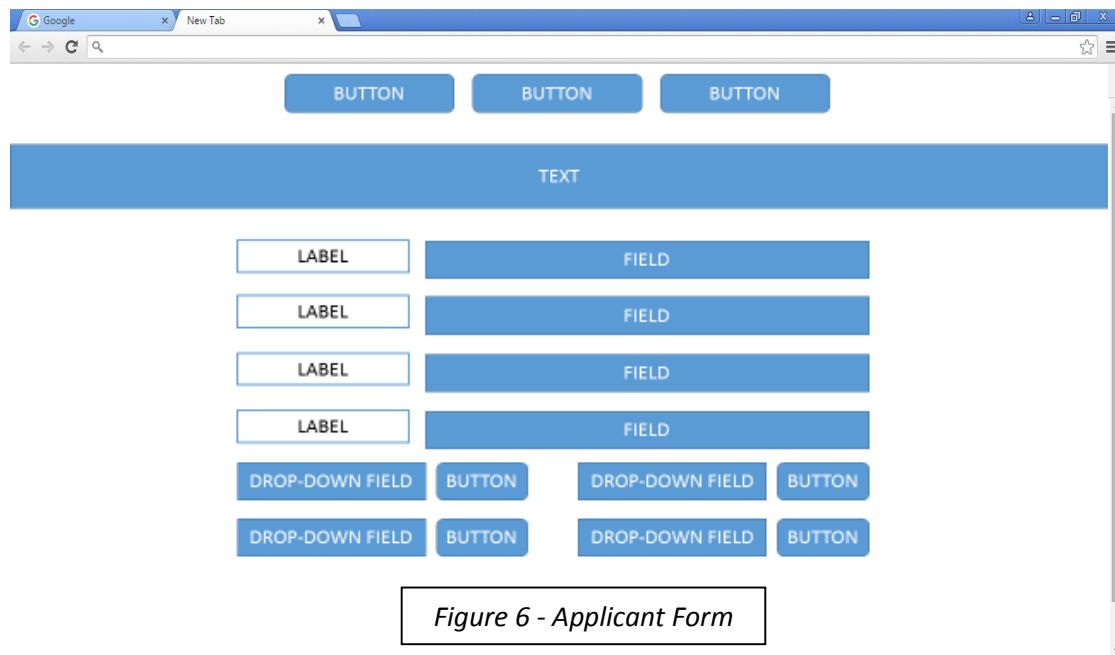 Google New Tab
BUTTON BUTTON BUTTON
TEXT
LABEL FIELD
LABEL FIELD
LABEL FIELD
LABEL FIELD
DROP-DOWN FIELD BUTTON DROP-DOWN FIELD BUTTON
DROP-DOWN FIELD BUTTON DROP-DOWN FIELD BUTTON
Figure 6 - Applicant Form